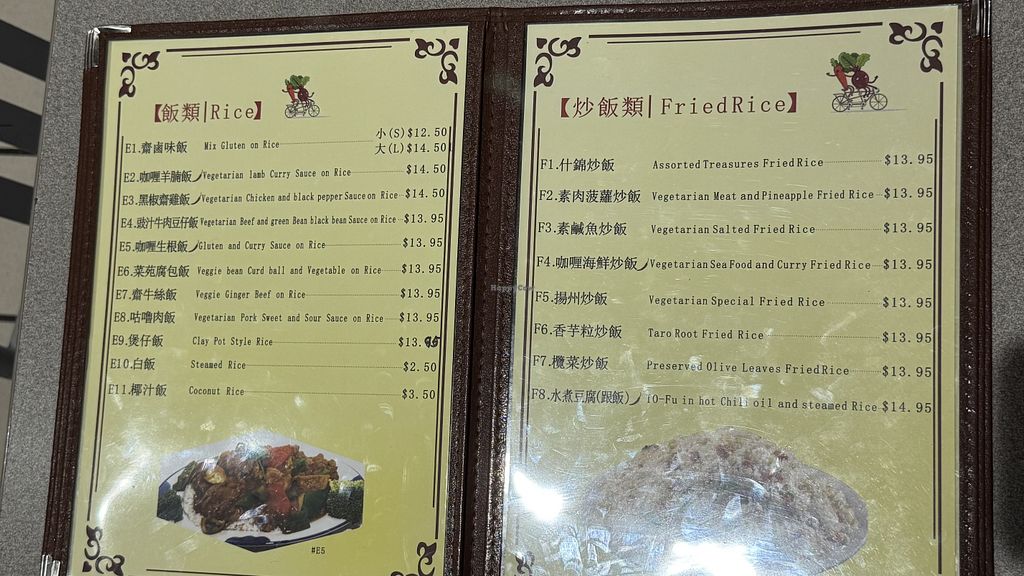 【飯類|Rice】
E1.齋鹵味飯 Mix Gluten on Rice 小(S)$12.50
大(L)$14.50
E2.咖喱羊腩飯 Vegetarian lamb Curry Sauce on Rice $14.50
E3.黑椒齋雞飯 Vegetarian Chicken and black pepper Sauce on Rice $14.50
E4.豉汁牛肉豆仔飯 Vegetarian Beef and green Bean black bean Sauce on Rice $13.95
E5.咖喱生根飯 Gluten and Curry Sauce on Rice $13.95
E6.菜苑腐包飯 Veggie bean Curd ball and Vegetable on Rice $13.95
E7.齋牛絲飯 Veggie Ginger Beef on Rice $13.95
E8.咕嚕肉飯 Vegetarian Pork Sweet and Sour Sauce on Rice $13.95
E9.煲仔飯 Clay Pot Style Rice $13.95
E10.白飯 Steamed Rice $2.50
E11.椰汁飯 Coconut Rice $3.50
#E5
【炒飯類|FriedRice】
F1.什錦炒飯 Assorted Treasures Fried Rice $13.95
F2.素肉菠蘿炒飯 Vegetarian Meat and Pineapple Fried Rice $13.95
F3.素鹹魚炒飯 Vegetarian Salted Fried Rice $13.95
F4.咖喱海鮮炒飯 Vegetarian Sea Food and Curry Fried Rice $13.95
F5.揚州炒飯 Vegetarian Special Fried Rice $13.95
F6.香芋粒炒飯 Taro Root Fried Rice $13.95
F7.欖菜炒飯 Preserved Olive Leaves Fried Rice $13.95
F8.水煮豆腐(跟飯) TO-Fu in hot Chili oil and steamed Rice $14.95
HappyCow